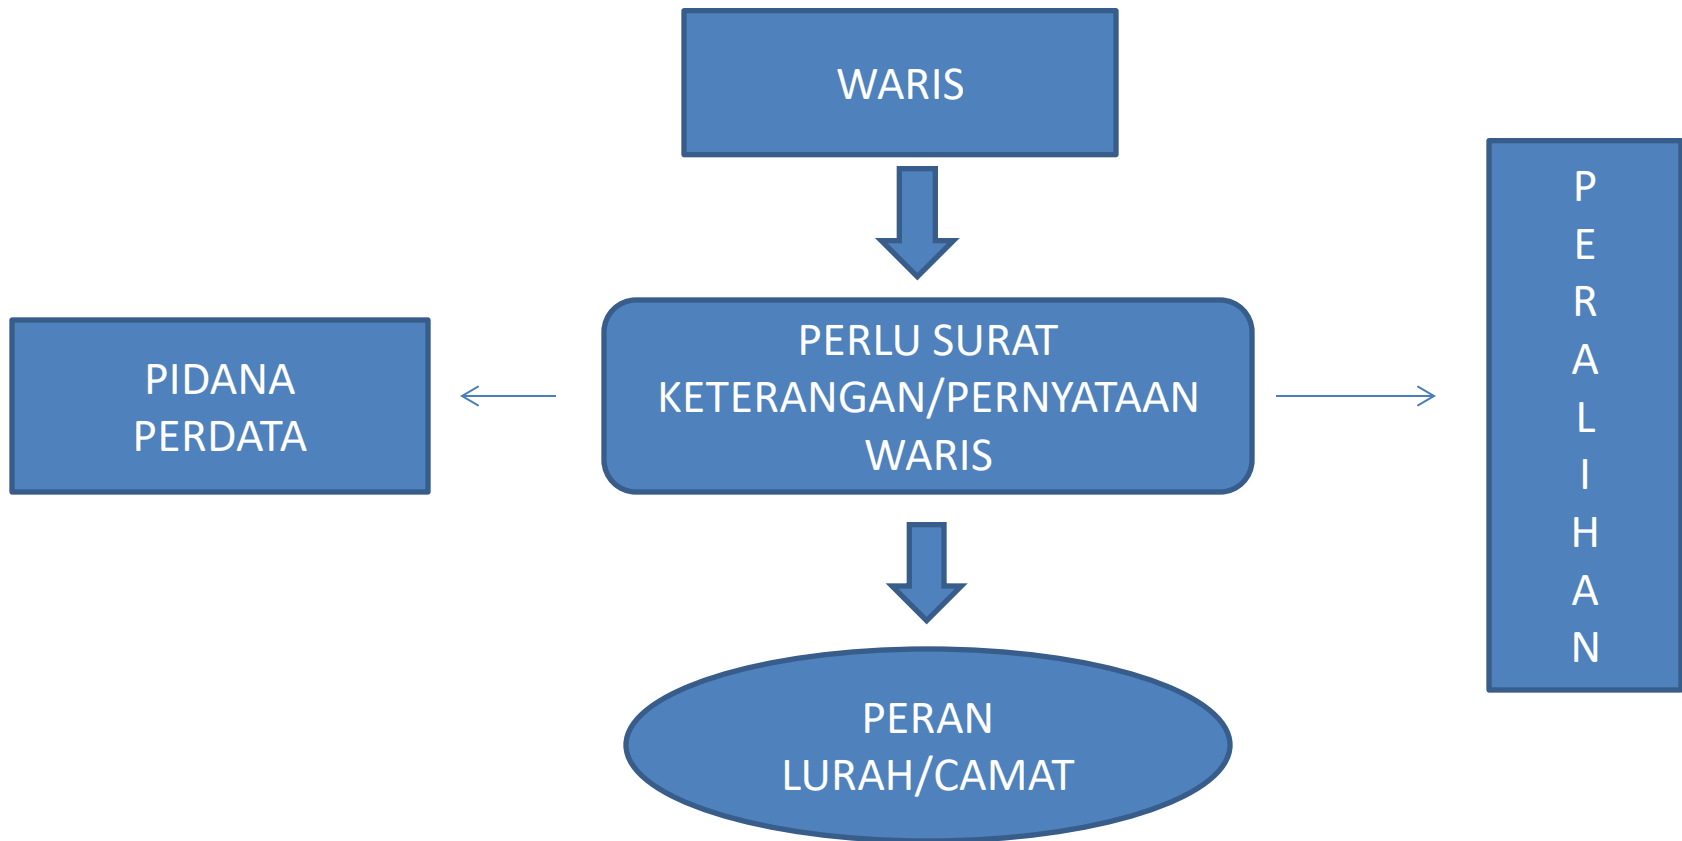 WARIS
PERLU SURAT
KETERANGAN/PERNYATAAN
WARIS
PIDANA
PERDATA
P
E
R
A
L
I
H
A
N
PERAN
LURAH/CAMAT